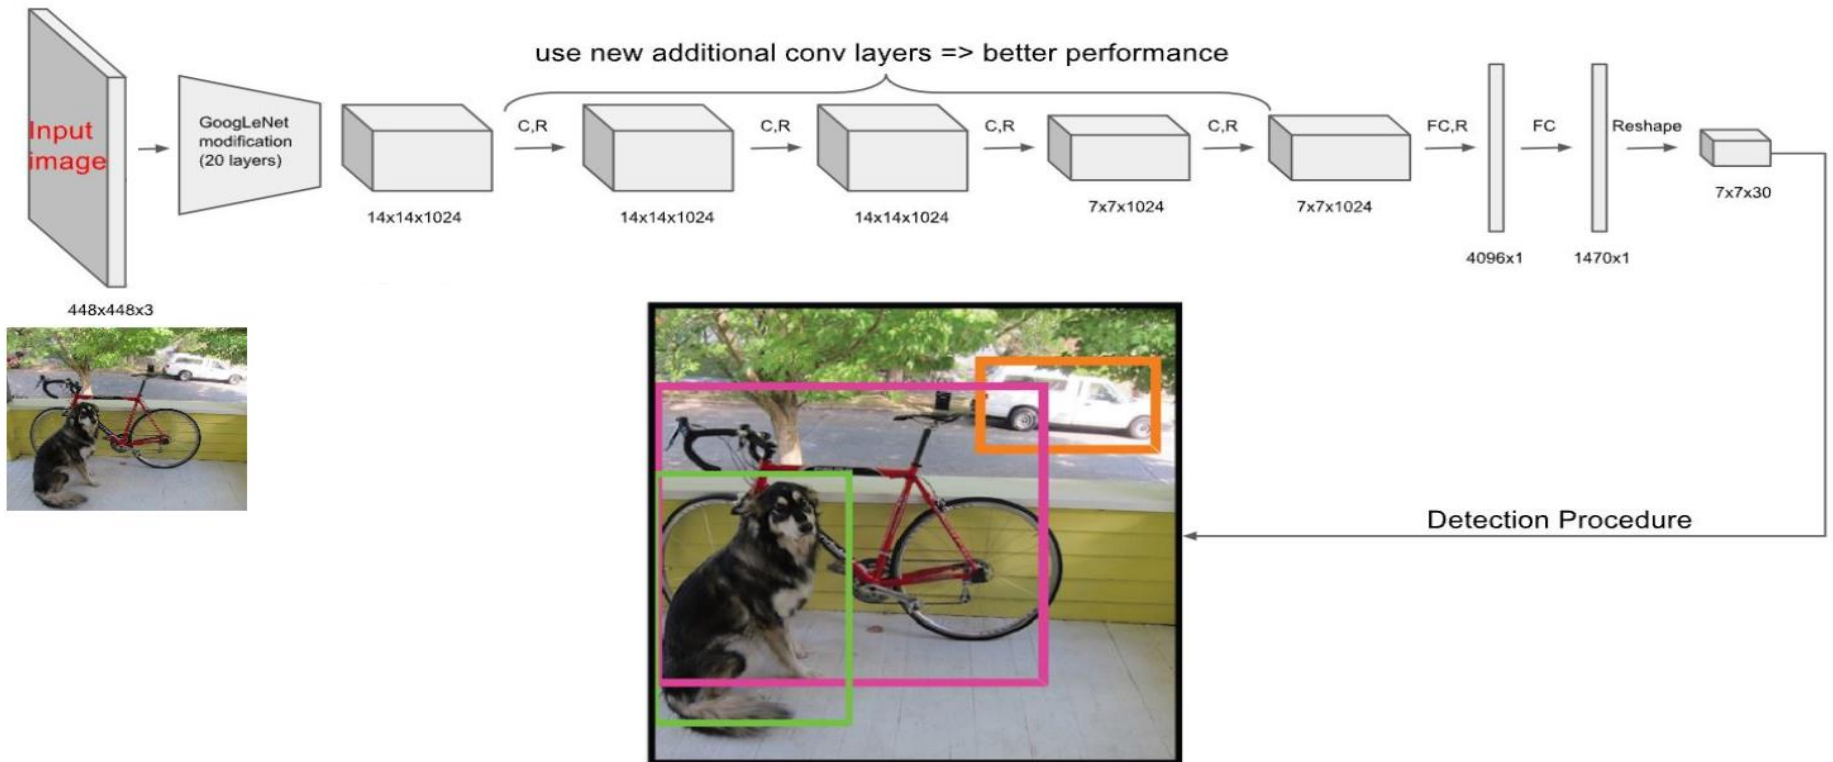 use new additional conv layers => better performance
Input
image
GoogLeNet
modification
(20 layers)
C,R
C,R
C,R
C,R
FC,R
FC
Reshape
448x448x3
14x14x1024
14x14x1024
14x14x1024
7x7x1024
7x7x1024
4096x1
1470x1
7x7x30
Detection Procedure